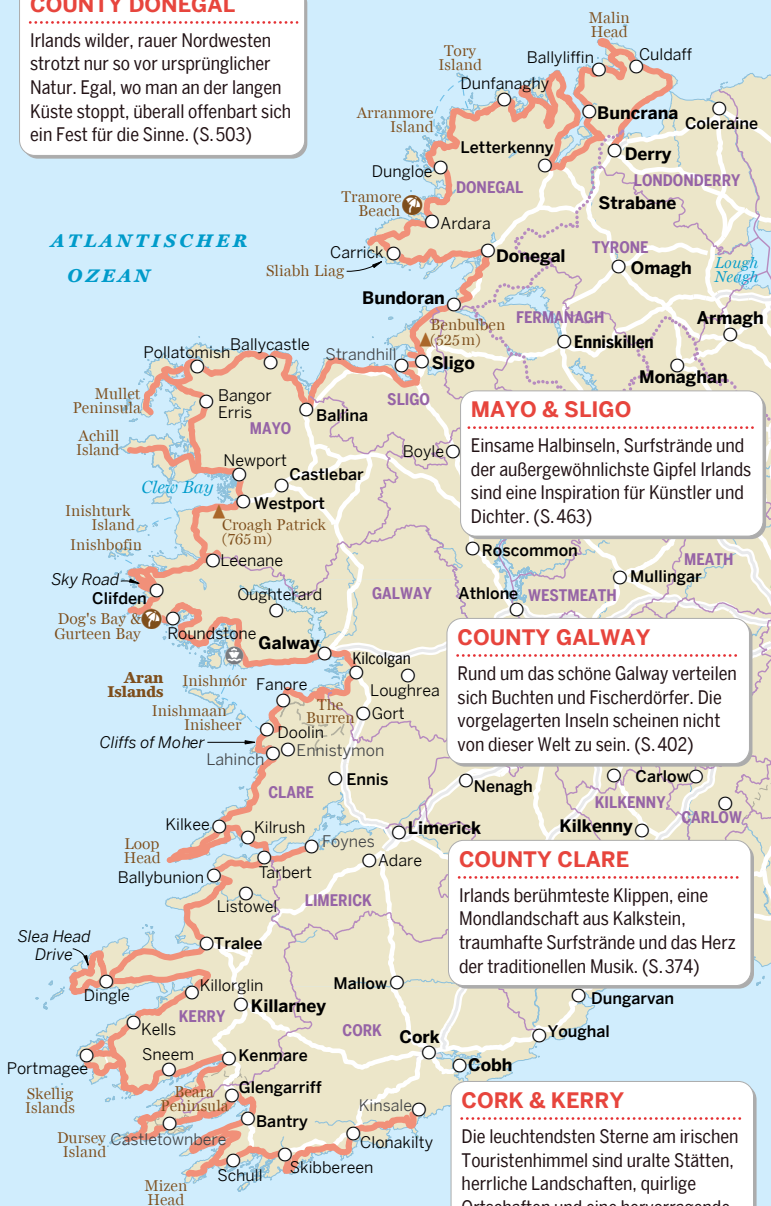 COUNTY DONEGAL
Irlands wilder, rauer Nordwesten
strotzt nur so vor ursprünglicher
Natur. Egal, wo man an der langen
Küste stoppt, überall offenbart sich
ein Fest für die Sinne. (S. 503)
Malin
Head
Ballyliffin
Culdaff
Tory
Island
Dunfanaghy
Arranmore
Island
Buncrana
Coleraine
Letterkenny
Derry
Dungloe
DONEGAL
LONDONDERRY
Tramore
Beach
Strabane
Ardara
ATLANTISCHER
OZEAN
Carrick
Sliabh Liag
Donegal
TYRONE
Omagh
Lough
Neagh
Bundoran
FERMANAGH
Armagh
Benbulben
(525 m)
Enniskillen
Pollatomish
Ballycastle
Strandhill
Sligo
Monaghan
Mullet
Peninsula
Bangor
Erris
Ballina
SLIGO
MAYO
MAYO & SLIGO
Einsame Halbinseln, Surfstrände und
der außergewöhnlichste Gipfel Irlands
sind eine Inspiration für Künstler und
Dichter. (S. 463)
Achill
Island
Boyle
Newport
Castlebar
Clew Bay
Westport
Inishturk
Island
Croagh Patrick
(765 m)
Inishbofin
Leenane
Roscommon
MEATH
Sky Road
Clifden
Oughterard
GALWAY
Athlone
WESTMEATH
Mullingar
Dog's Bay &
Gurteen Bay
Roundstone
Galway
COUNTY GALWAY
Rund um das schöne Galway verteilen
sich Buchten und Fischerdörfer. Die
vorgelagerten Inseln scheinen nicht
von dieser Welt zu sein. (S. 402)
Kilcolgan
Aran
Islands
Inishmór
Fanore
Loughrea
Inishmaan
Inisheer
The
Burren
Gort
Doolin
Cliffs of Moher
Ennistymon
Lahinch
Ennis
Nenagh
Carlow
CLARE
KILKENNY
CARLOW
Kilkee
Kilrush
Limerick
Kilkenny
Foynes
Loop
Head
Adare
Tarbert
Ballybunion
COUNTY CLARE
Irlands berühmteste Klippen, eine
Mondlandschaft aus Kalkstein,
traumhafte Surfstrände und das Herz
der traditionellen Musik. (S. 374)
Listowel
LIMERICK
Slea Head
Drive
Tralee
Dingle
Killorglin
Mallow
Dungarvan
Killarney
KERRY
Kells
CORK
Cork
Youghal
Portmagee
Sneem
Kenmare
Cobh
Skellig
Islands
Beara
Peninsula
Glengarriff
Kinsale
Bantry
Dursey
Island
Castletownbere
Clonakilty
Schull
Skibbereen
Mizen
Head
CORK & KERRY
Die leuchtendsten Sterne am irischen
Touristenhimmel sind uralte Stätten,
herrliche Landschaften, quirlige
Ortschaften und eine hervorragende